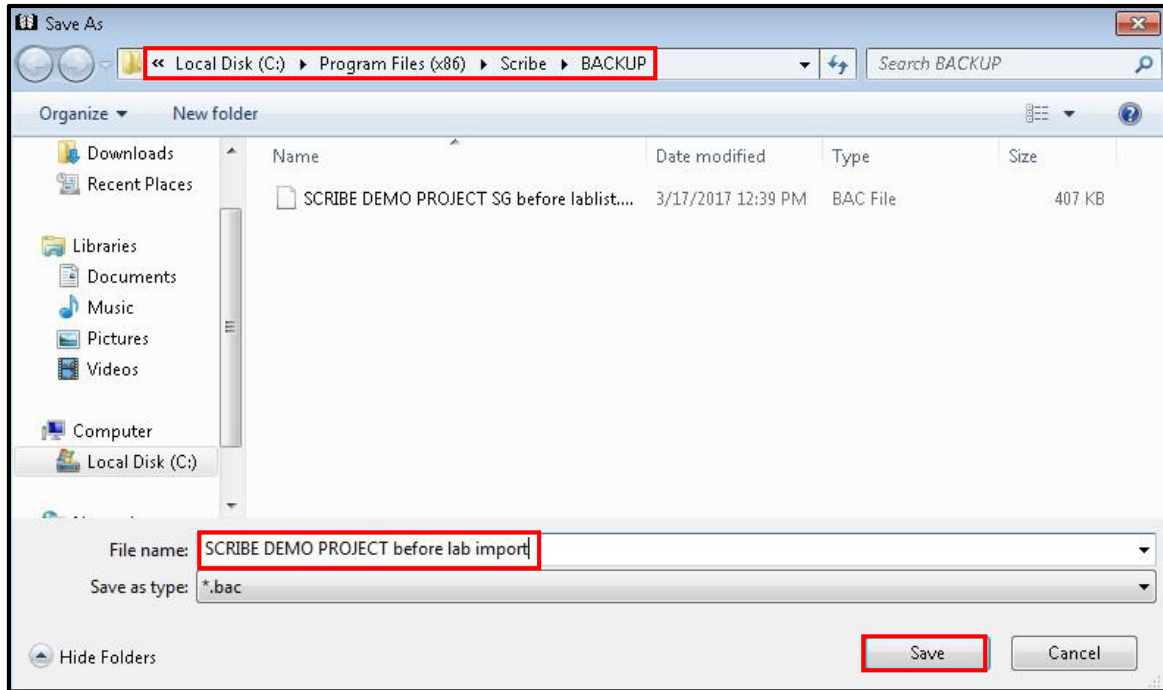 Save As
« Local Disk (C:) ▸ Program Files (x86) ▸ Scribe ▸ BACKUP
Search BACKUP
Organize
New folder
Downloads
Recent Places
Libraries
Documents
Music
Pictures
Videos
Computer
Local Disk (C:)
Name Date modified Type Size
SCRIBE DEMO PROJECT SG before lablist.... 3/17/2017 12:39 PM BAC File 407 KB
File name: SCRIBE DEMO PROJECT before lab import
Save as type: *.bac
Hide Folders
Save
Cancel